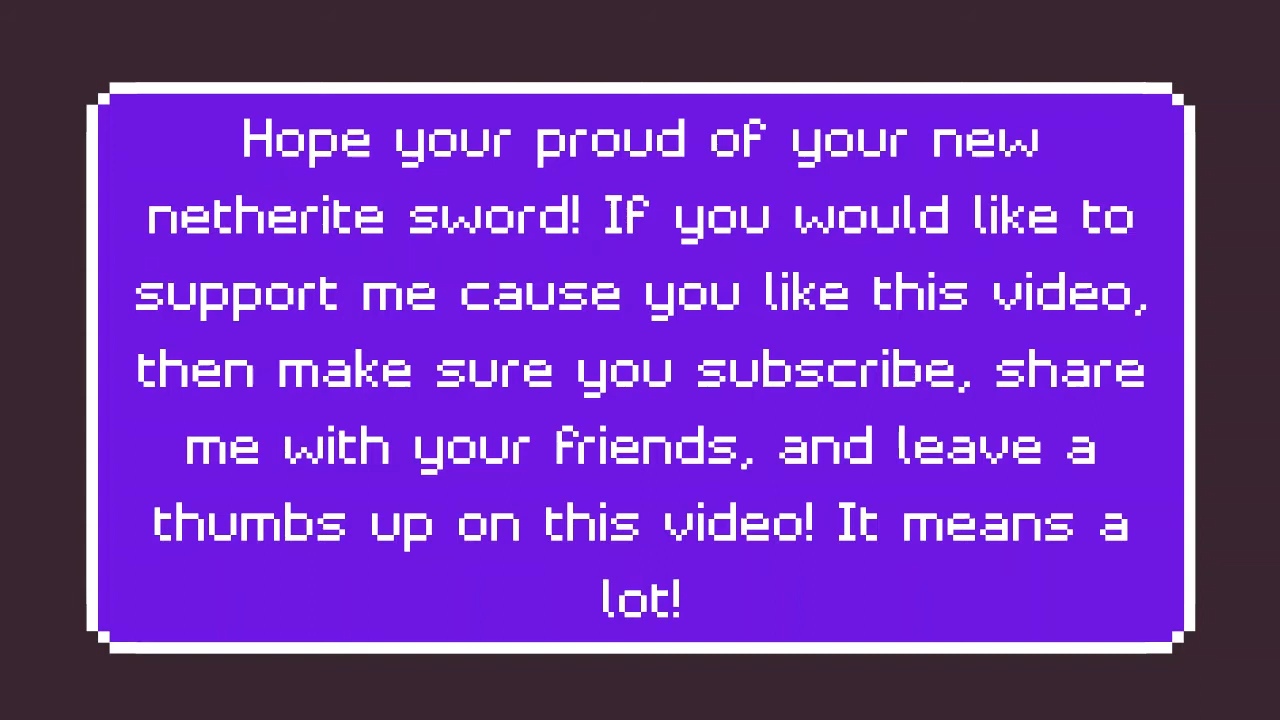 Hope your proud of your new
netherite sword! If you would like to
support me cause you like this video,
then make sure you subscribe, share
me with your friends, and leave a
thumbs up on this video! It means a
lot!